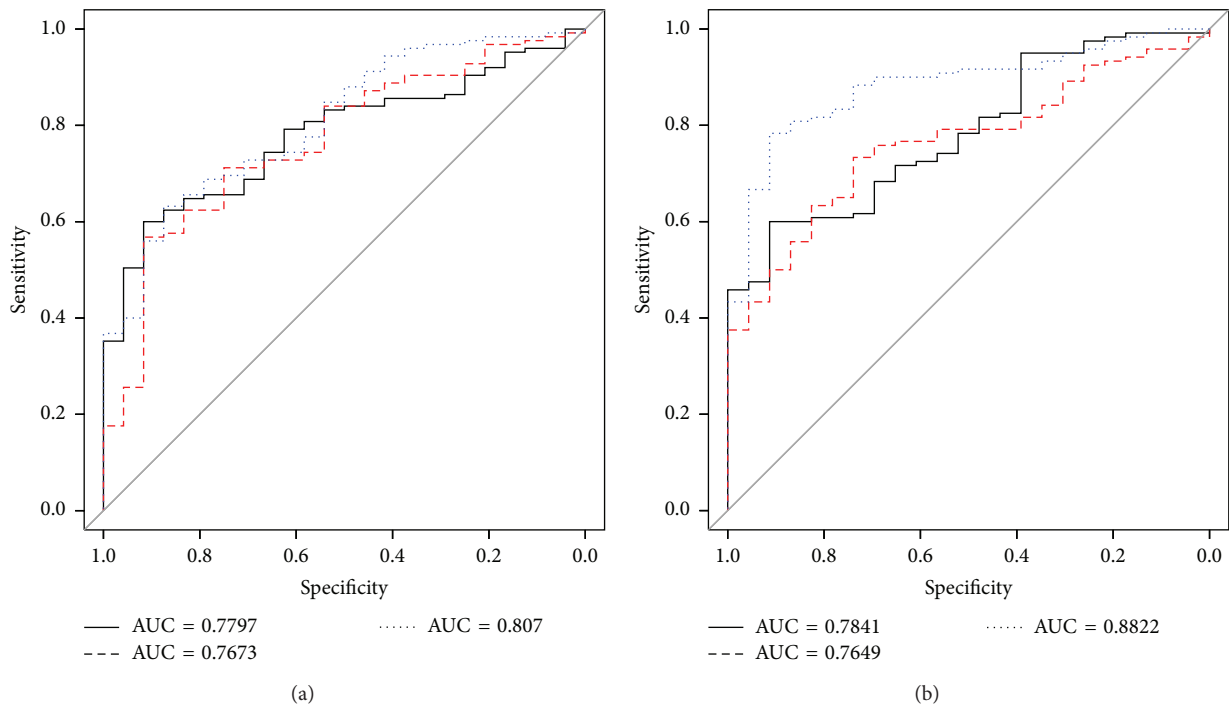 1.0
0.8
0.6
0.4
0.2
0.0
Sensitivity
1.0 0.8 0.6 0.4 0.2 0.0
Specificity
AUC = 0.7797
AUC = 0.7673
AUC = 0.807
(a)
1.0
0.8
0.6
0.4
0.2
0.0
Sensitivity
1.0 0.8 0.6 0.4 0.2 0.0
Specificity
AUC = 0.7841
AUC = 0.7649
AUC = 0.8822
(b)